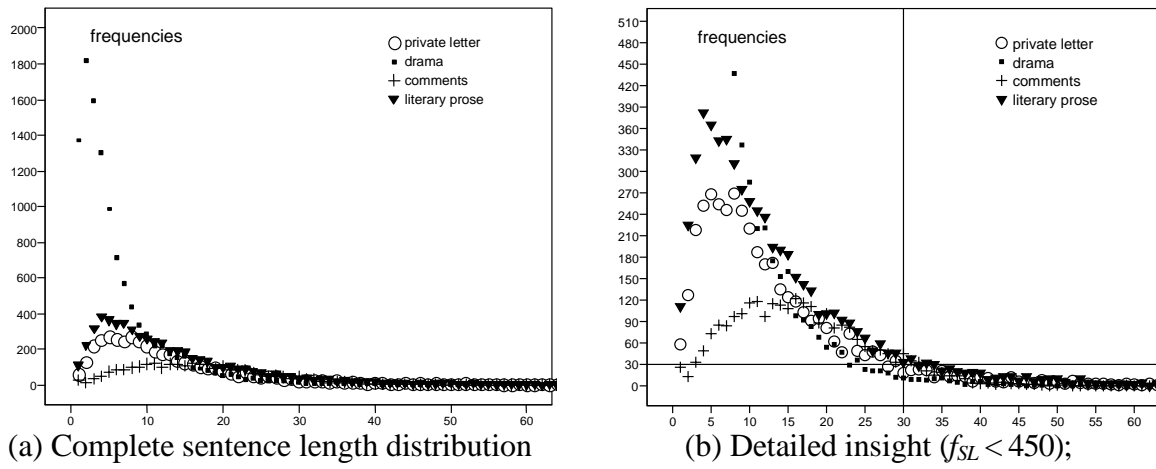 2000
1800
1600
1400
1200
1000
800
600
400
200
0
0 10 20 30 40 50 60
frequencies
private letter
drama
comments
literary prose
(a) Complete sentence length distribution
510
480
450
420
390
360
330
300
270
240
210
180
150
120
90
60
30
0
0 5 10 15 20 25 30 35 40 45 50 55 60
frequencies
private letter
drama
comments
literary prose
(b) Detailed insight (f_SL < 450);